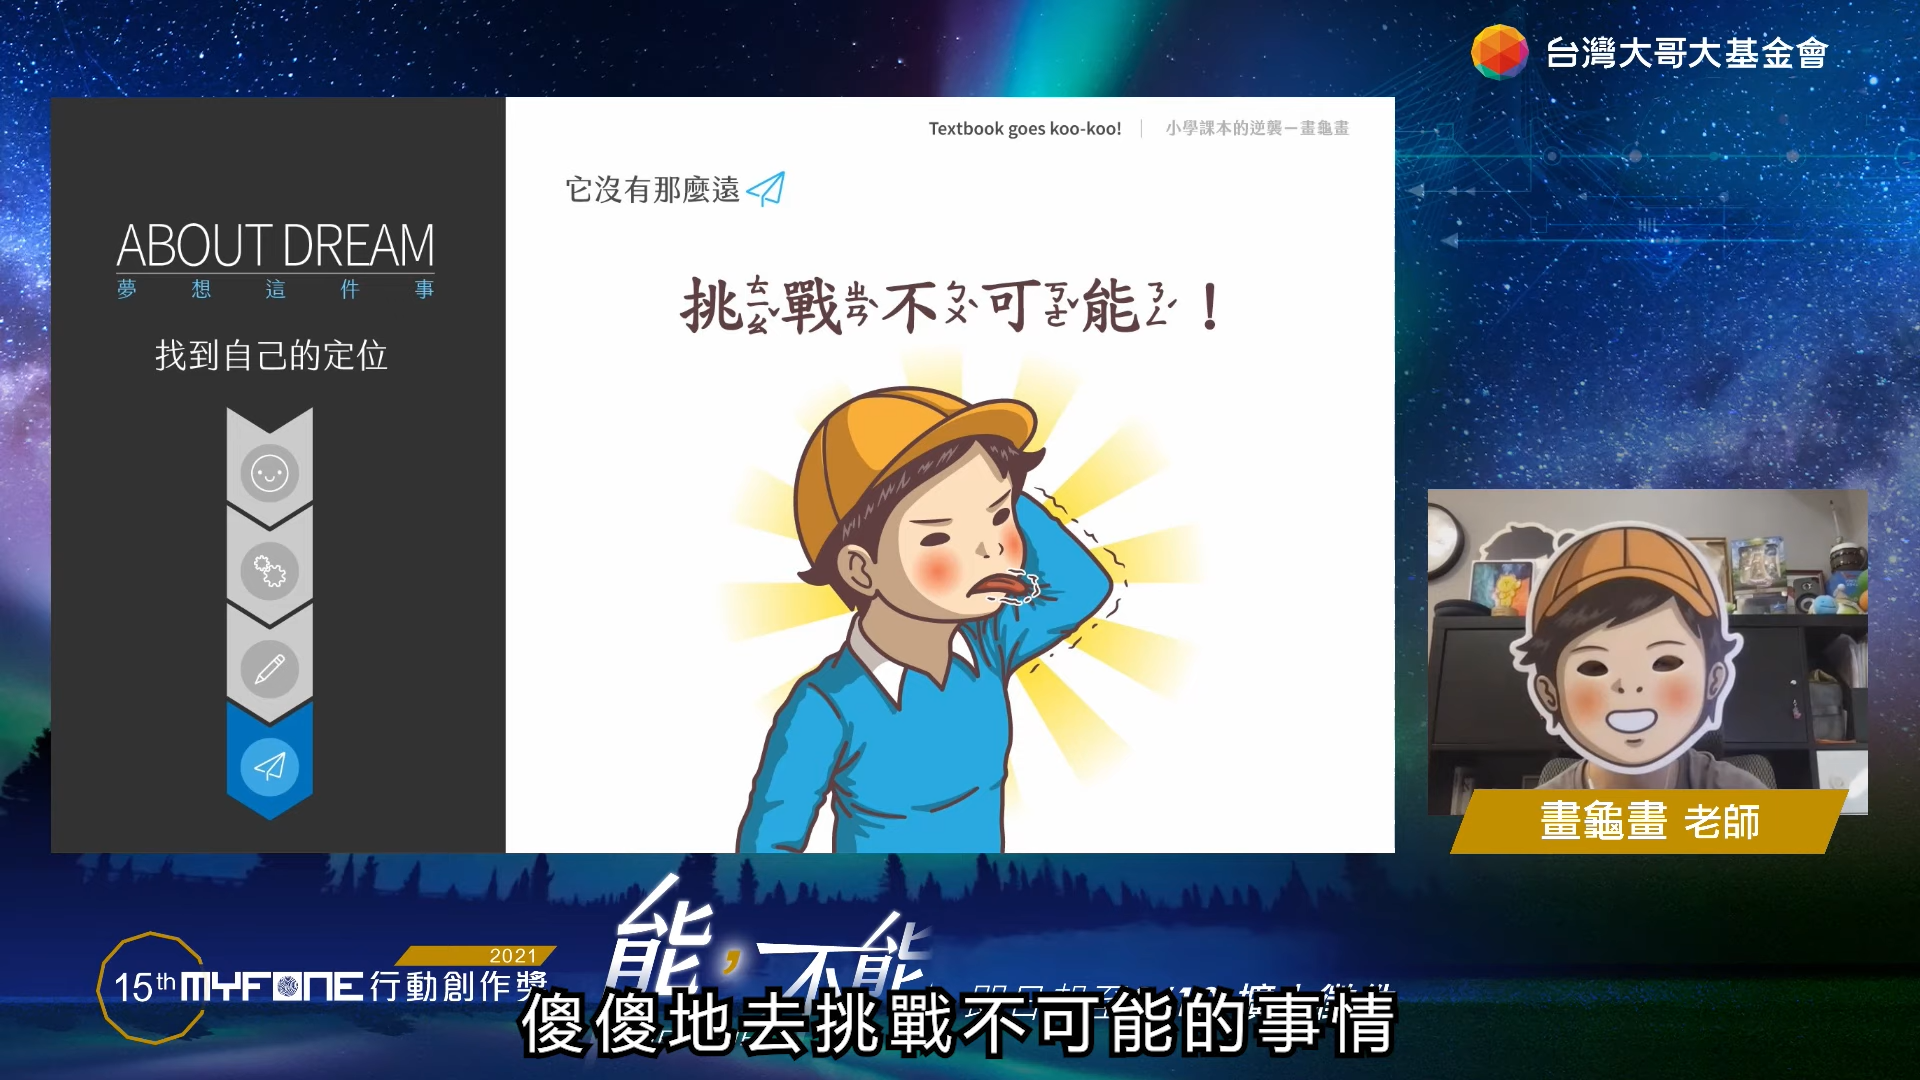 台灣大哥大基金會
Textbook goes koo-koo!
小學課本的逆襲－畫龜畫
ABOUT DREAM
夢想這件事
找到自己的定位
它沒有那麼遠
挑ㄊㄧㄠˇ戰ㄓㄢˋ不ㄅㄨˋ可ㄎㄜˇ能ㄋㄥˊ！
畫龜畫 老師
能，不能
2021
15th MYFONE 行動創作獎
傻傻地去挑戰不可能的事情